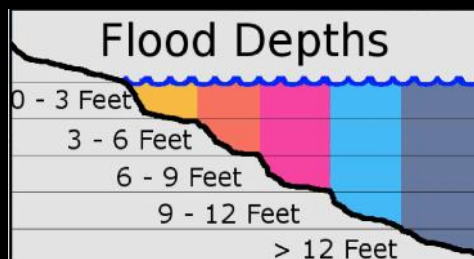 Flood Depths
0 - 3 Feet
3 - 6 Feet
6 - 9 Feet
9 - 12 Feet
> 12 Feet